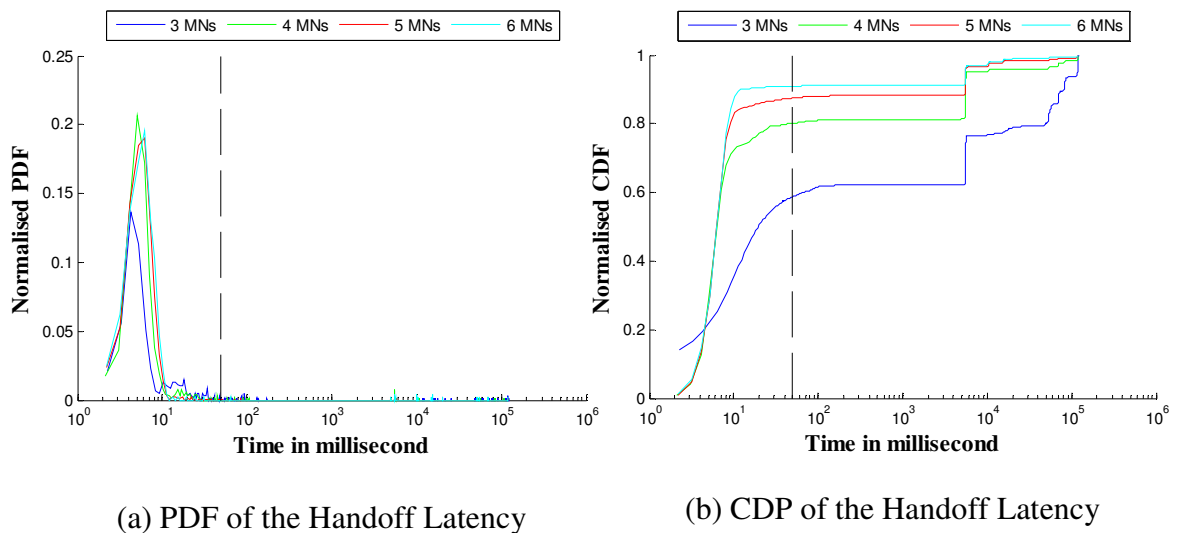 3 MNs 4 MNs 5 MNs 6 MNs
0.25
0.2
0.15
0.1
0.05
0
Normalised PDF
10^0 10^1 10^2 10^3 10^4 10^5 10^6
Time in millisecond
(a) PDF of the Handoff Latency
3 MNs 4 MNs 5 MNs 6 MNs
1
0.8
0.6
0.4
0.2
0
Normalised CDF
10^0 10^1 10^2 10^3 10^4 10^5 10^6
Time in millisecond
(b) CDP of the Handoff Latency